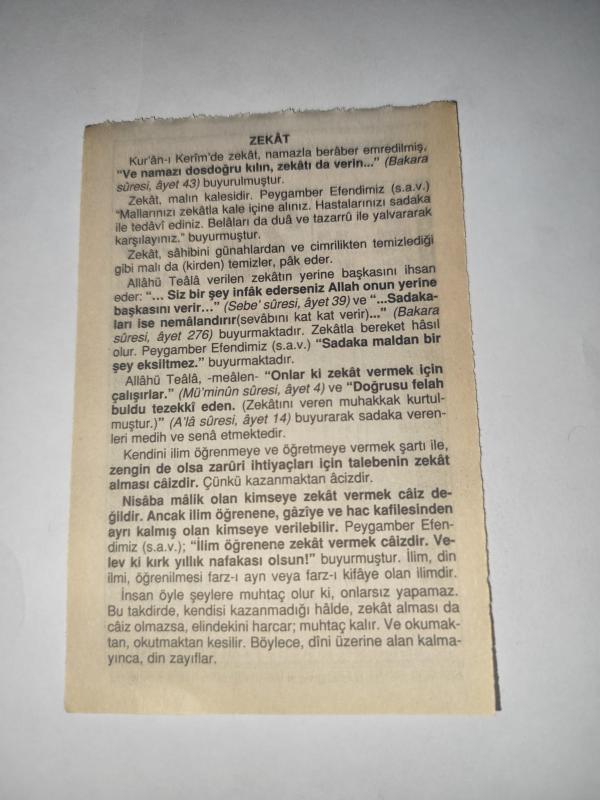 ZEKÂT
Kur'ân-ı Kerîm'de zekât, namazla berâber emredilmiş,
“Ve namazı dosdoğru kılın, zekâtı da verin...” (Bakara
sûresi, âyet 43) buyurulmuştur.
Zekât, malın kalesidir. Peygamber Efendimiz (s.a.v.)
“Mallarınızı zekâtla kale içine alınız. Hastalarınızı sadaka
ile tedâvî ediniz. Belâları da duâ ve tazarrû ile yalvararak
karşılayınız.” buyurmuştur.
Zekât, sâhibini günahlardan ve cimrilikten temizlediği
gibi malı da (kirden) temizler, pâk eder.
Allâhü Teâlâ verilen zekâtın yerine başkasını ihsan
eder: “... Siz bir şey infâk ederseniz Allah onun yerine
başkasını verir...” (Sebe' sûresi, âyet 39) ve “...Sadaka-
ları ise nemâlandırır(sevâbını kat kat verir)...” (Bakara
sûresi, âyet 276) buyurmaktadır. Zekâtla bereket hâsıl
olur. Peygamber Efendimiz (s.a.v.) “Sadaka maldan bir
şey eksiltmez.” buyurmaktadır.
Allâhü Teâlâ, -meâlen- “Onlar ki zekât vermek için
çalışırlar.” (Mü'minûn sûresi, âyet 4) ve “Doğrusu felah
buldu tezekki eden. (Zekâtını veren muhakkak kurtul-
muştur.)” (A'lâ sûresi, âyet 14) buyurarak sadaka veren-
leri medih ve senâ etmektedir.
Kendini ilim öğrenmeye ve öğretmeye vermek şartı ile,
zengin de olsa zarûrî ihtiyaçları için talebenin zekât
alması câizdir. Çünkü kazanmaktan âcizdir.
Nisâba mâlik olan kimseye zekât vermek câiz de-
ğildir. Ancak ilim öğrenene, gâzîye ve hac kafilesinden
ayrı kalmış olan kimseye verilebilir. Peygamber Efen-
dimiz (s.a.v.); “İlim öğrenene zekât vermek câizdir. Ve-
lev ki kırk yıllık nafakası olsun!” buyurmuştur. İlim, din
ilmi, öğrenilmesi farz-ı ayn veya farz-ı kifâye olan ilimdir.
İnsan öyle şeylere muhtaç olur ki, onlarsız yapamaz.
Bu takdirde, kendisi kazanmadığı hâlde, zekât alması da
câiz olmazsa, elindekini harcar; muhtaç kalır. Ve okumak-
tan, okutmaktan kesilir. Böylece, dîni üzerine alan kalma-
yınca, din zayıflar.